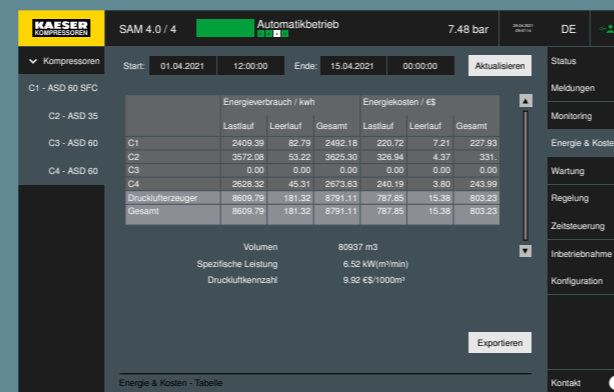 KAESER
KOMPRESSOREN
SAM 4.0 / 4
Automatikbetrieb
7.48 bar
DE
Kompressoren
C1 - ASD 60 SFC
C2 - ASD 35
C3 - ASD 60
C4 - ASD 60
Start: 01.04.2021 12:00:00 Ende: 15.04.2021 00:00:00 Aktualisieren
Energieverbrauch / kwh Energiekosten / €$
Lastlauf Leerlauf Gesamt Lastlauf Leerlauf Gesamt
C1 2409.39 82.79 2492.18 220.72 7.21 227.93
C2 3572.08 53.22 3625.30 326.94 4.37 331.
C3 0.00 0.00 0.00 0.00 0.00 0.00
C4 2628.32 45.31 2673.63 240.19 3.80 243.99
Drucklufterzeuger 8609.79 181.32 8791.11 787.85 15.38 803.23
Gesamt 8609.79 181.32 8791.11 787.85 15.38 803.23
Volumen 80937 m3
Spezifische Leistung 6.52 kW(m³/min)
Druckluftkennzahl 9.92 €$/1000m³
Exportieren
Energie & Kosten - Tabelle
Status
Meldungen
Monitoring
Energie & Koste
Wartung
Regelung
Zeitsteuerung
Inbetriebnahme
Konfiguration
Kontakt